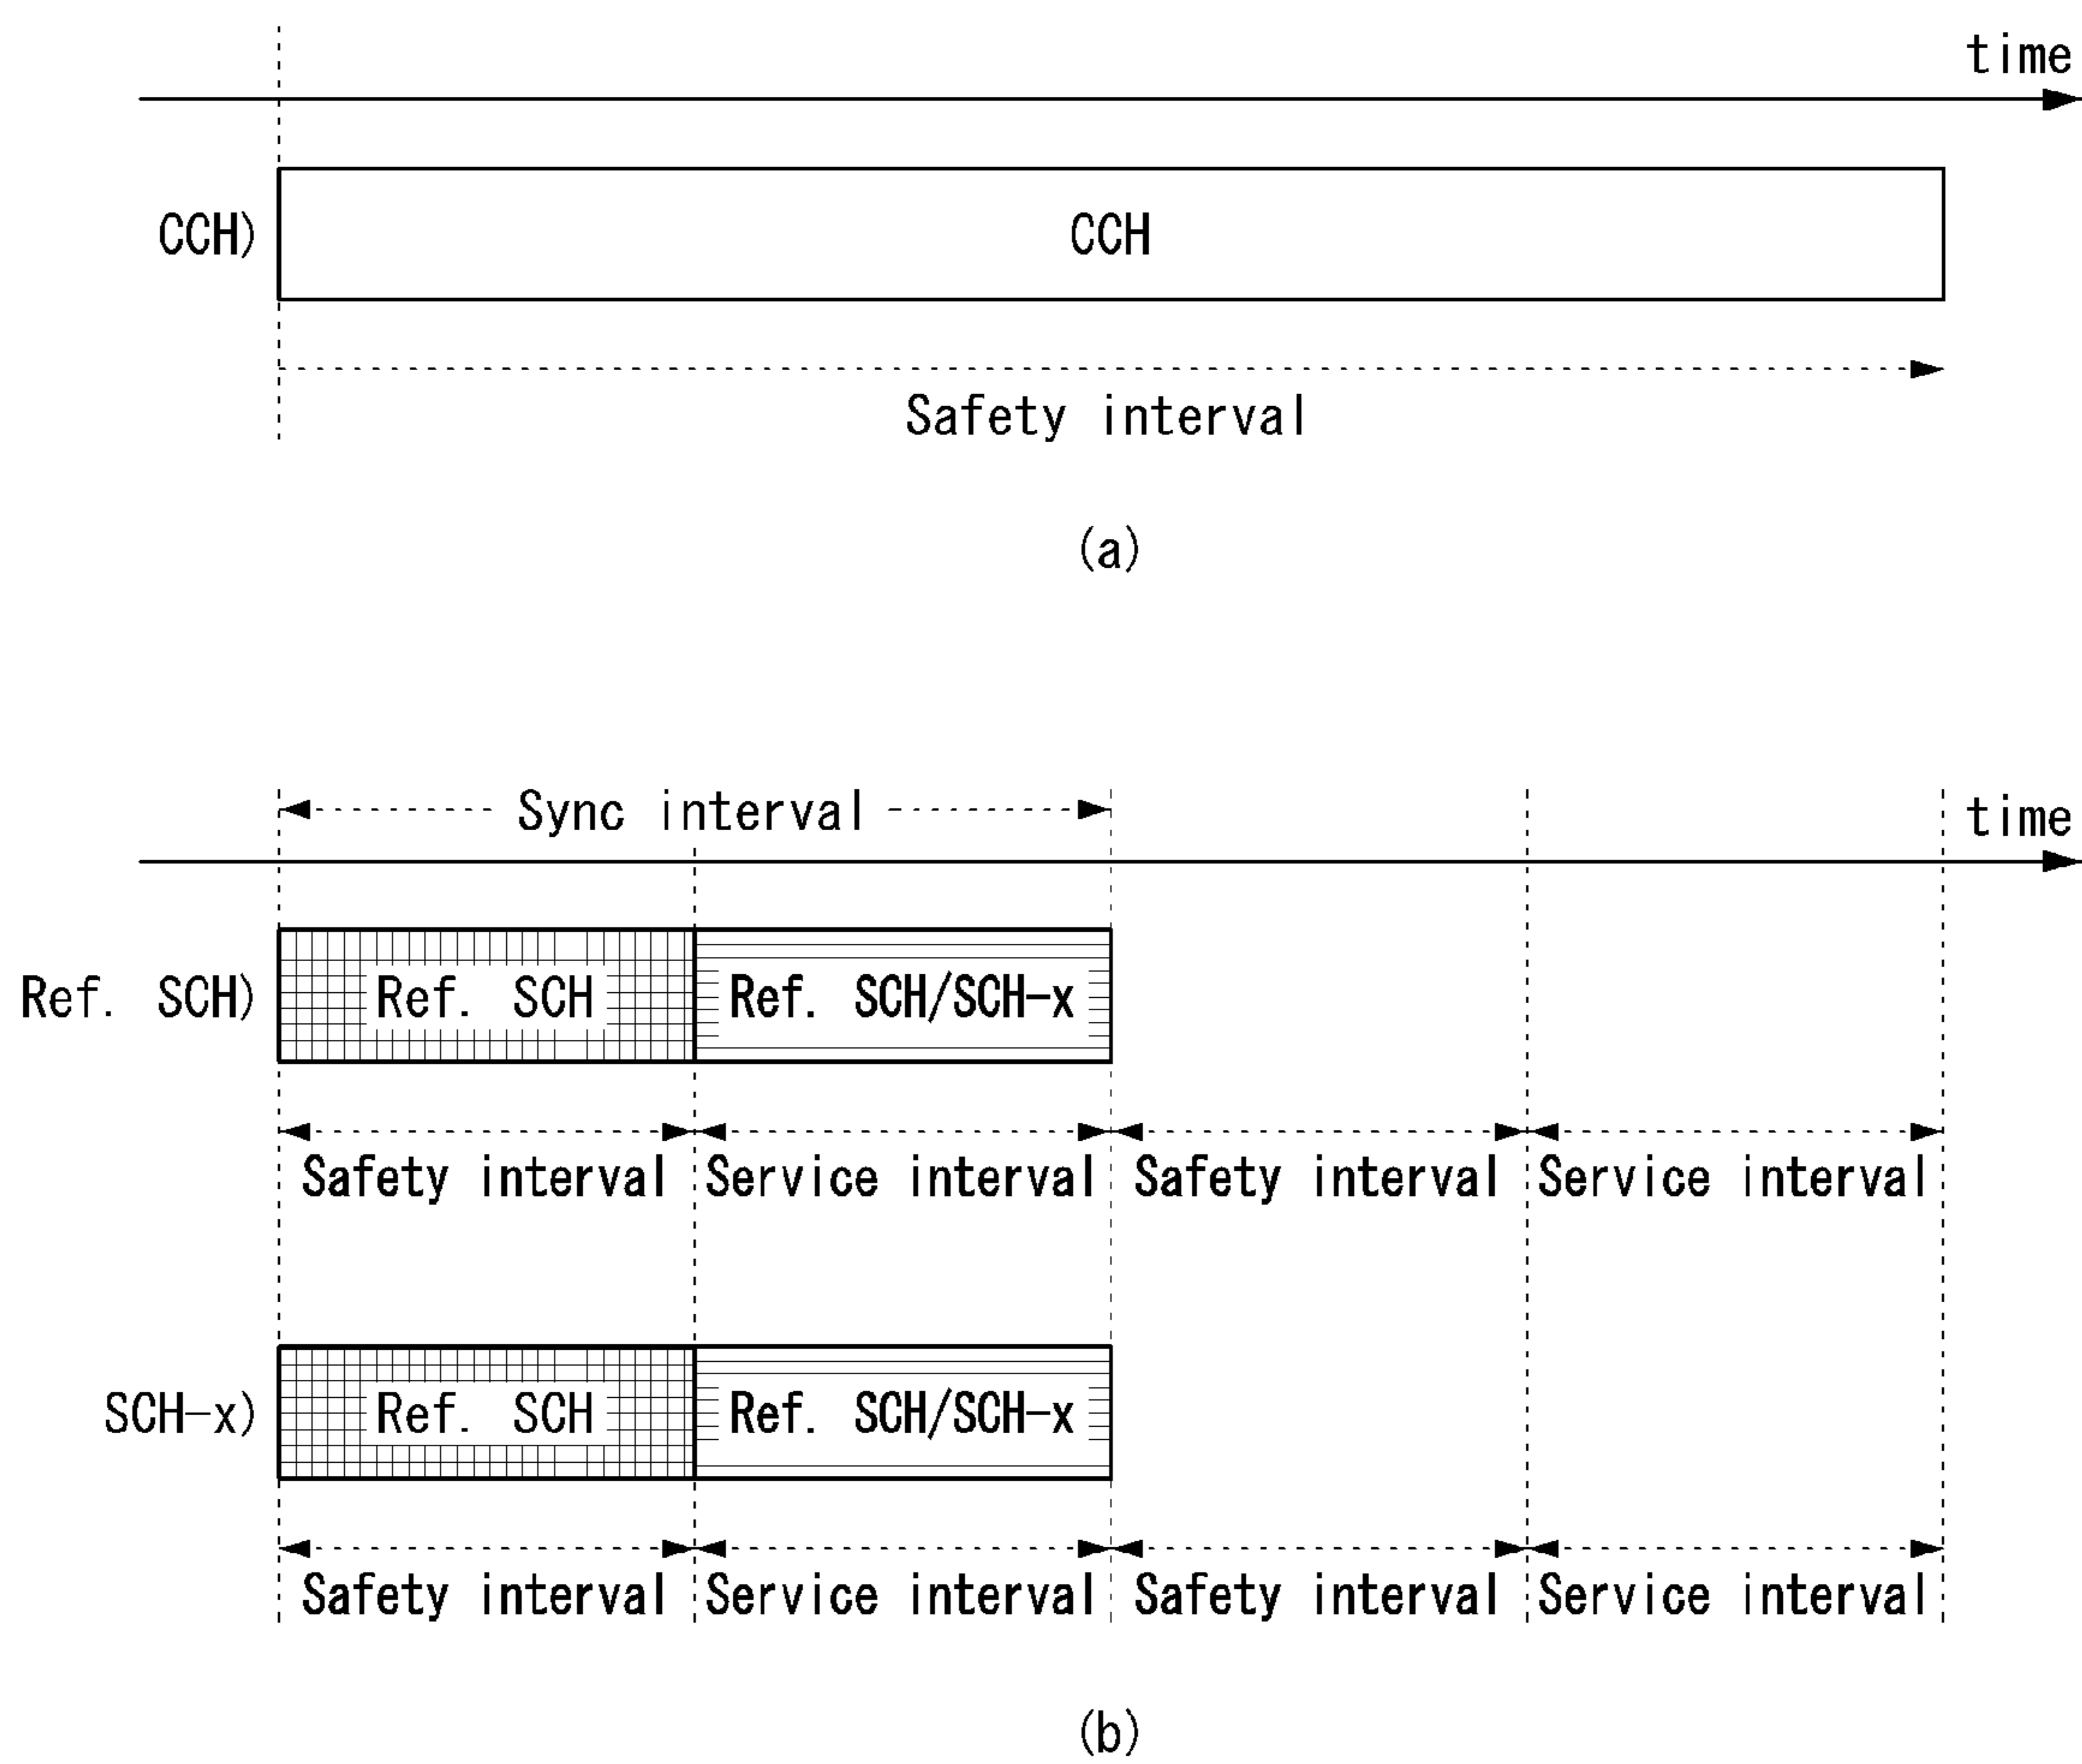 time
CCH) CCH
Safety interval
(a)
Sync interval
time
Ref. SCH) Ref. SCH Ref. SCH/SCH-x
Safety interval Service interval Safety interval Service interval
SCH-x) Ref. SCH Ref. SCH/SCH-x
Safety interval Service interval Safety interval Service interval
(b)